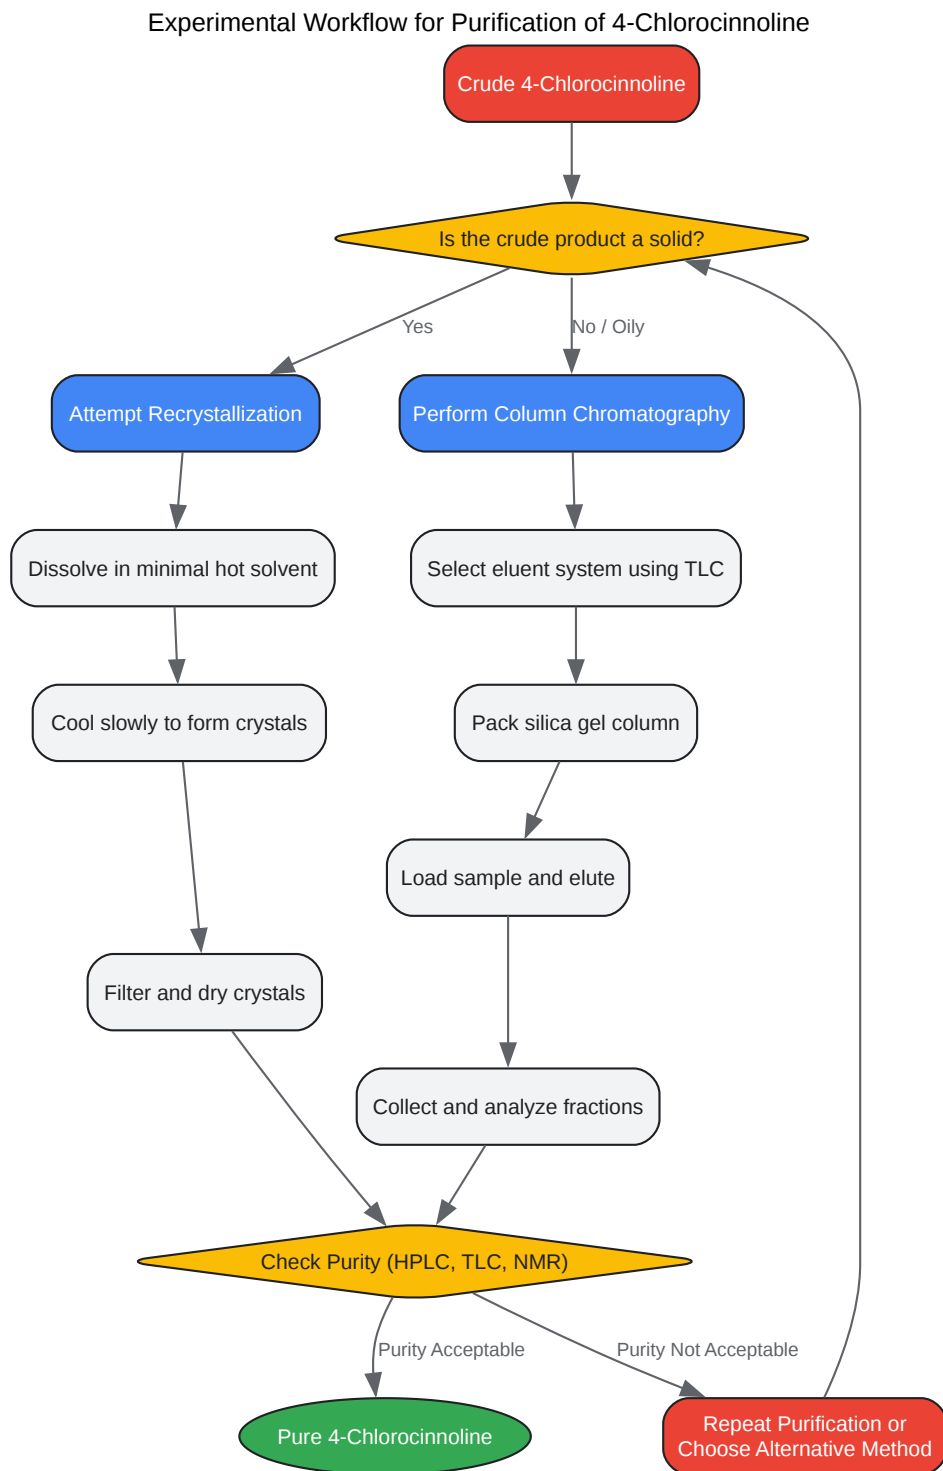 Experimental Workflow for Purification of 4-Chlorocinnoline
Crude 4-Chlorocinnoline
Is the crude product a solid?
Yes
No / Oily
Attempt Recrystallization
Perform Column Chromatography
Dissolve in minimal hot solvent
Select eluent system using TLC
Cool slowly to form crystals
Pack silica gel column
Load sample and elute
Filter and dry crystals
Collect and analyze fractions
Check Purity (HPLC, TLC, NMR)
Purity Acceptable
Purity Not Acceptable
Pure 4-Chlorocinnoline
Repeat Purification or
Choose Alternative Method